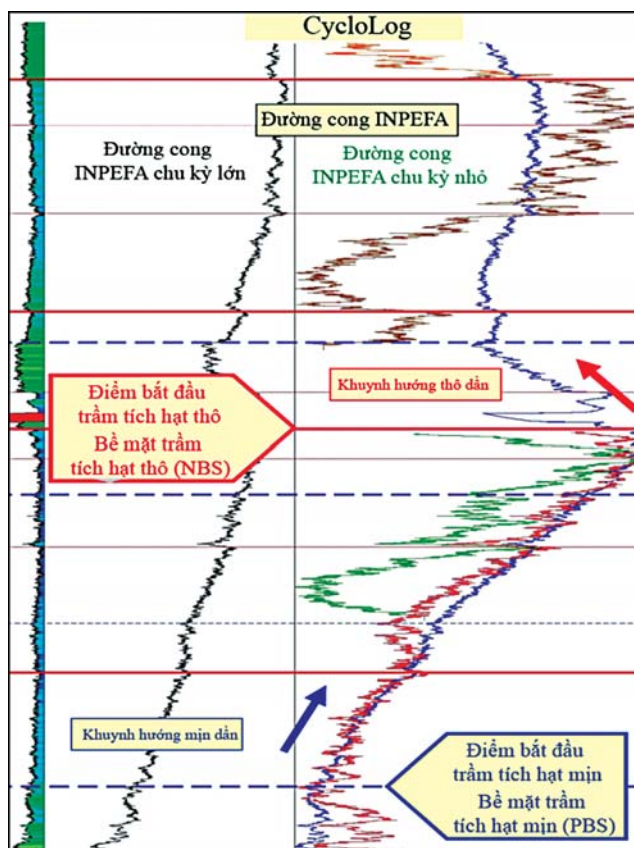 CycloLog
Đường cong INPEFA
Đường cong
INPEFA chu kỳ lớn
Đường cong
INPEFA chu kỳ nhỏ
Khuynh hướng thô dần
Điểm bắt đầu
trầm tích hạt thô
Bề mặt trầm
tích hạt thô (NBS)
Khuynh hướng mịn dần
Điểm bắt đầu
trầm tích hạt mịn
Bề mặt trầm
tích hạt mịn (PBS)